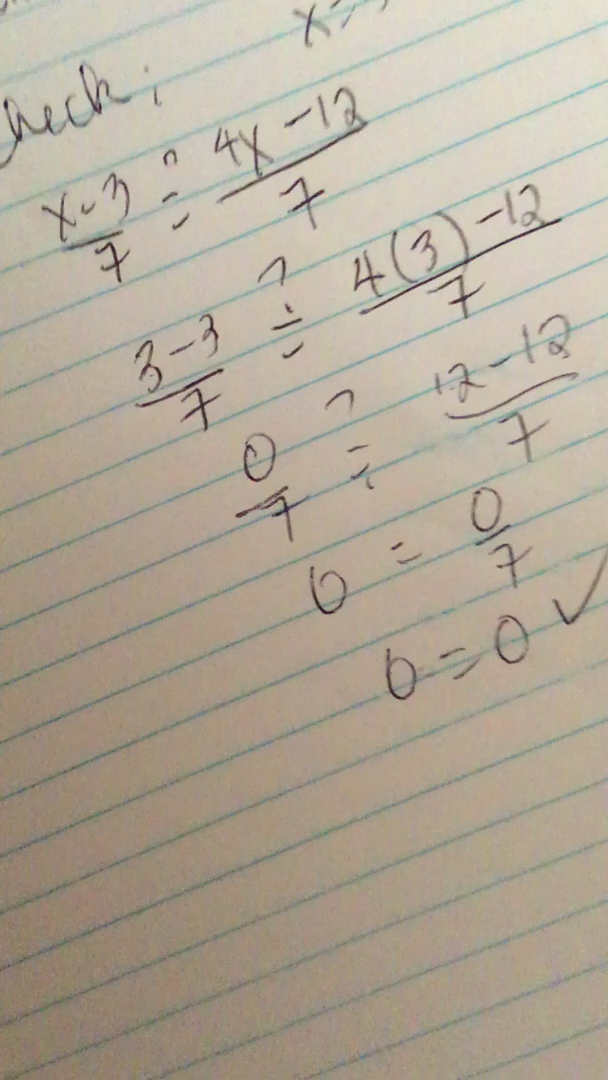 check:
x-3/7 ?= 4x-12/7
3-3/7 ?= 4(3)-12/7
0/7 ?= 12-12/7
0 = 0/7
0=0 ✓